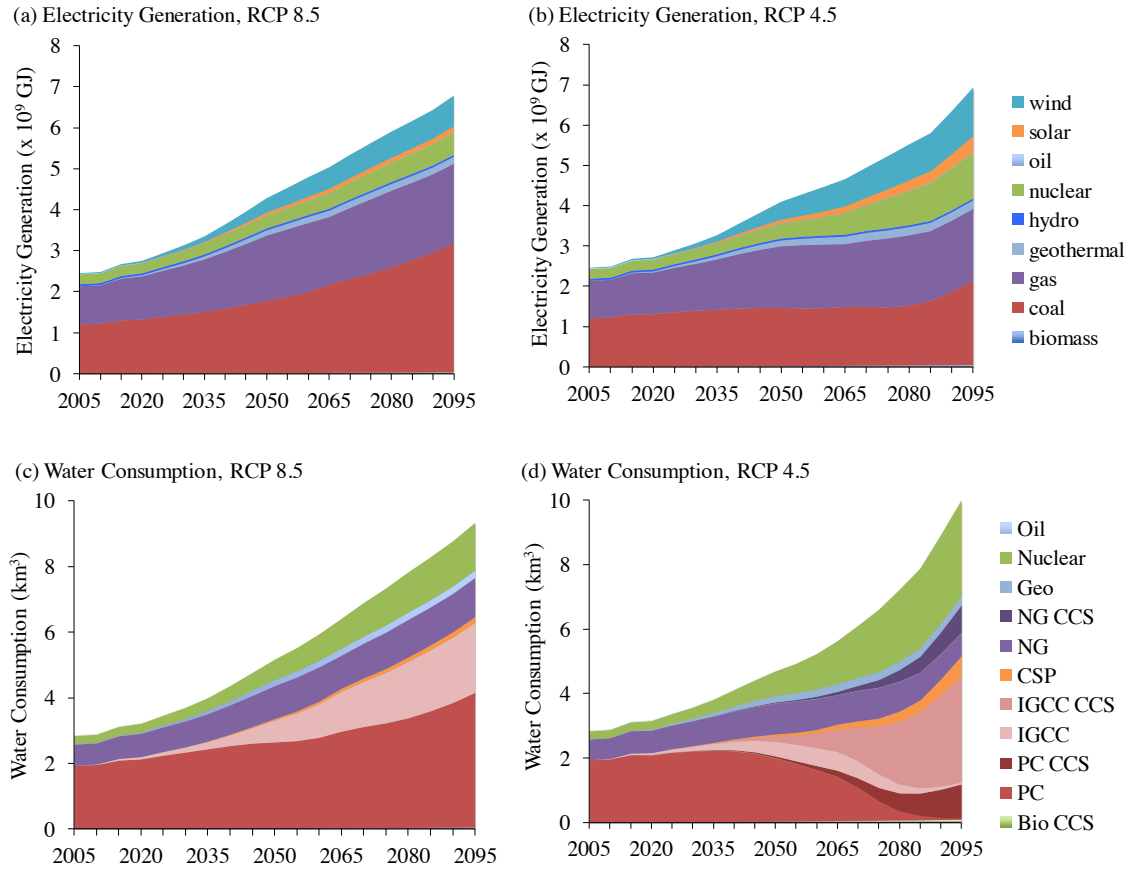 (a) Electricity Generation, RCP 8.5
Electricity Generation (x 10⁹ GJ)
8
7
6
5
4
3
2
1
0
2005 2020 2035 2050 2065 2080 2095
(b) Electricity Generation, RCP 4.5
Electricity Generation (x 10⁹ GJ)
8
7
6
5
4
3
2
1
0
2005 2020 2035 2050 2065 2080 2095
wind
solar
oil
nuclear
hydro
geothermal
gas
coal
biomass
(c) Water Consumption, RCP 8.5
Water Consumption (km³)
10
8
6
4
2
0
2005 2020 2035 2050 2065 2080 2095
(d) Water Consumption, RCP 4.5
Water Consumption (km³)
10
8
6
4
2
0
2005 2020 2035 2050 2065 2080 2095
Oil
Nuclear
Geo
NG CCS
NG
CSP
IGCC CCS
IGCC
PC CCS
PC
Bio CCS